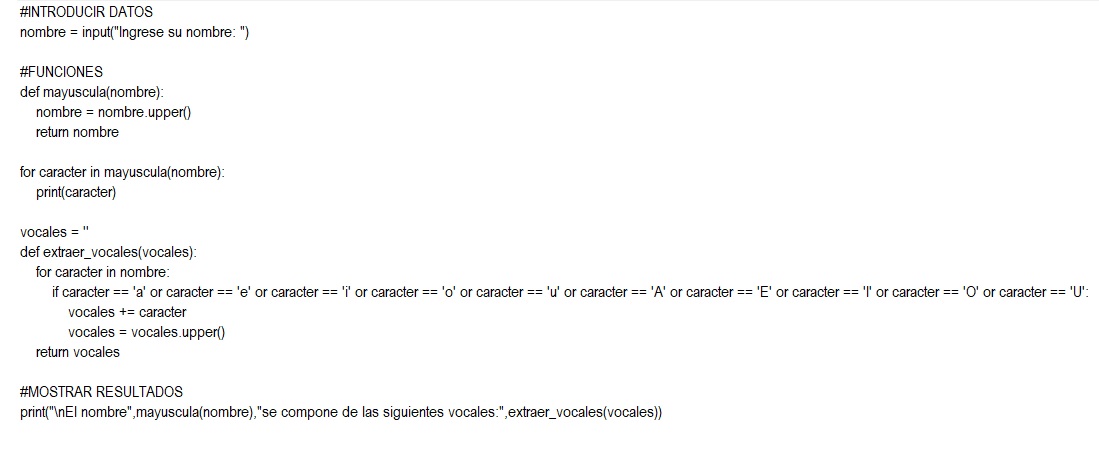 #INTRODUCIR DATOS
nombre = input("Ingrese su nombre: ")
#FUNCIONES
def mayuscula(nombre):
nombre = nombre.upper()
return nombre
for caracter in mayuscula(nombre):
print(caracter)
vocales = ''
def extraer_vocales(vocales):
for caracter in nombre:
if caracter == 'a' or caracter == 'e' or caracter == 'i' or caracter == 'o' or caracter == 'u' or caracter == 'A' or caracter == 'E' or caracter == 'I' or caracter == 'O' or caracter == 'U':
vocales += caracter
vocales = vocales.upper()
return vocales
#MOSTRAR RESULTADOS
print("\nEl nombre",mayuscula(nombre),"se compone de las siguientes vocales:",extraer_vocales(vocales))